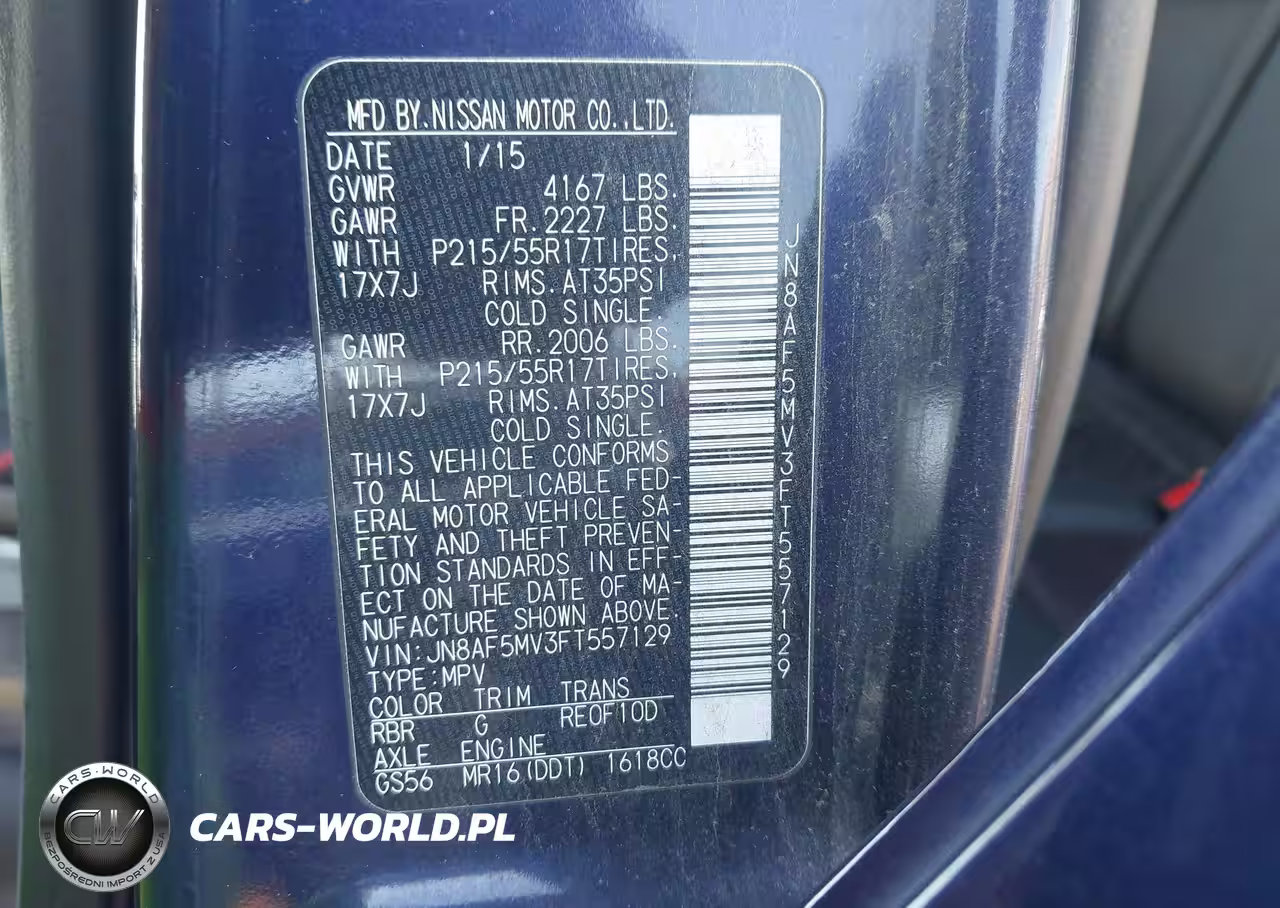 MFD BY.NISSAN MOTOR CO.,LTD.
DATE 1/15
GVWR 4167 LBS.
GAWR FR.2227 LBS.
WITH P215/55R17TIRES,
17X7J RIMS.AT35PSI
COLD SINGLE.
GAWR RR.2006 LBS.
WITH P215/55R17TIRES,
17X7J RIMS.AT35PSI
COLD SINGLE.
THIS VEHICLE CONFORMS
TO ALL APPLICABLE FED-
ERAL MOTOR VEHICLE SA-
FETY AND THEFT PREVEN-
TION STANDARDS IN EFF-
ECT ON THE DATE OF MA-
NUFACTURE SHOWN ABOVE.
VIN:JN8AF5MV3FT557129
TYPE:MPV
COLOR TRIM TRANS
RBR G RE0F10D
AXLE ENGINE
GS56 MR16(DDT) 1618CC
JN8AF5MV3FT557129
CARS-WORLD
CW
BEZPOŚREDNI IMPORT Z USA
CARS-WORLD.PL